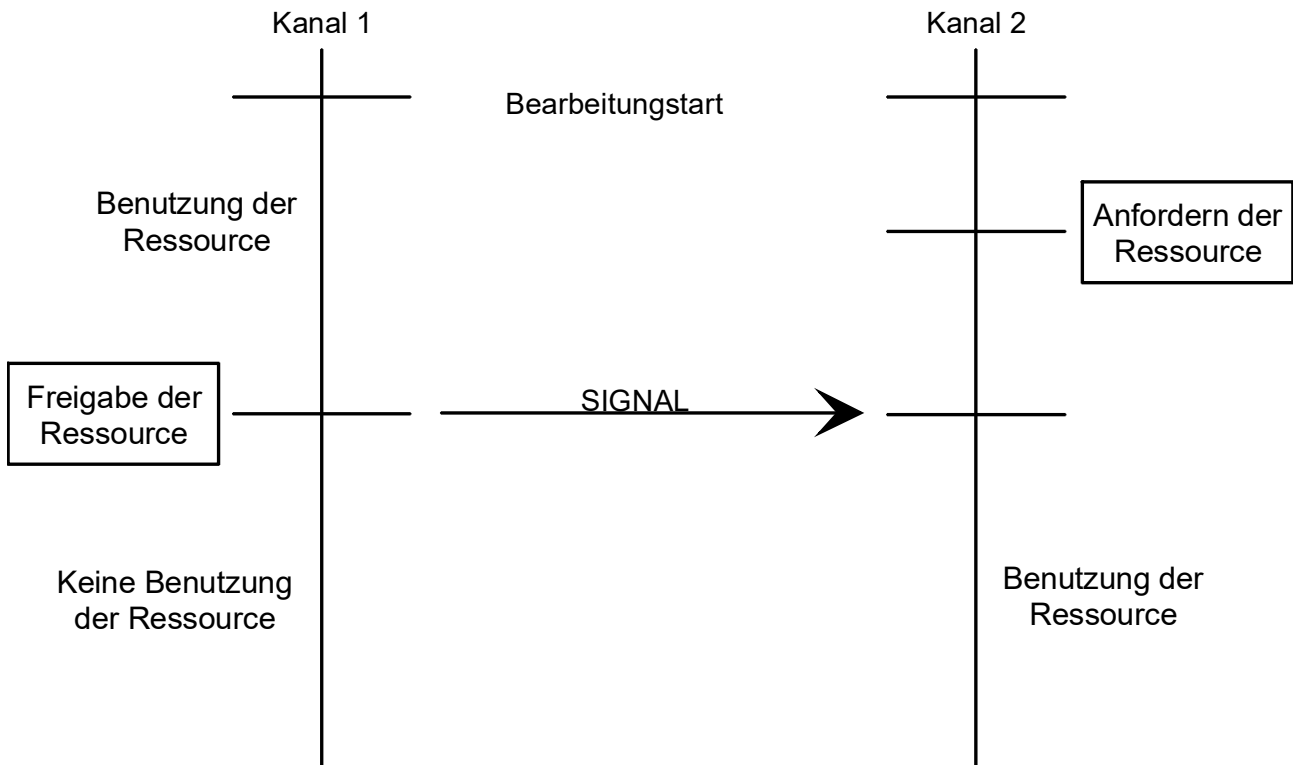 Kanal 1
Kanal 2
Bearbeitungstart
Benutzung der
Ressource
Anfordern der
Ressource
Freigabe der
Ressource
SIGNAL
Keine Benutzung
der Ressource
Benutzung der
Ressource